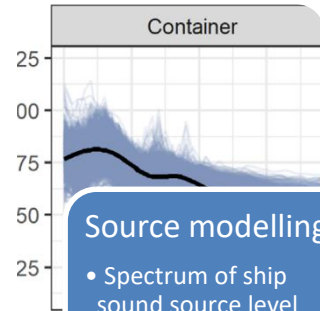 Container
25
00
75
50
25
Source modelling
• Spectrum of ship
sound source level